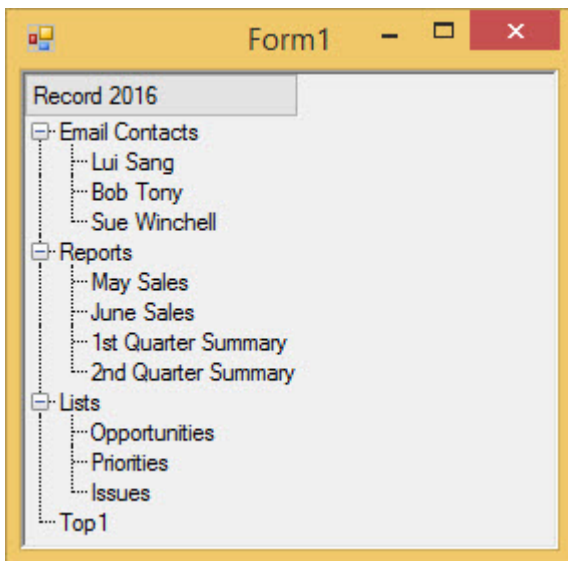 Form1
Record 2016
Email Contacts
Lui Sang
Bob Tony
Sue Winchell
Reports
May Sales
June Sales
1st Quarter Summary
2nd Quarter Summary
Lists
Opportunities
Priorities
Issues
Top1